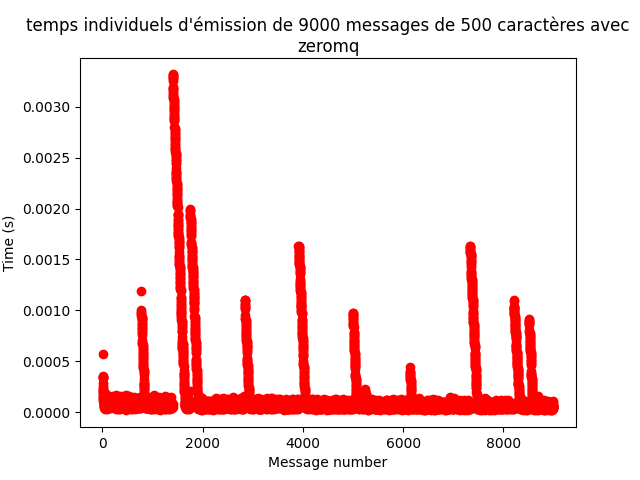 temps individuels d'émission de 9000 messages de 500 caractères avec
zeromq
0.0030
0.0025
0.0020
0.0015
0.0010
0.0005
0.0000
Time (s)
0 2000 4000 6000 8000
Message number